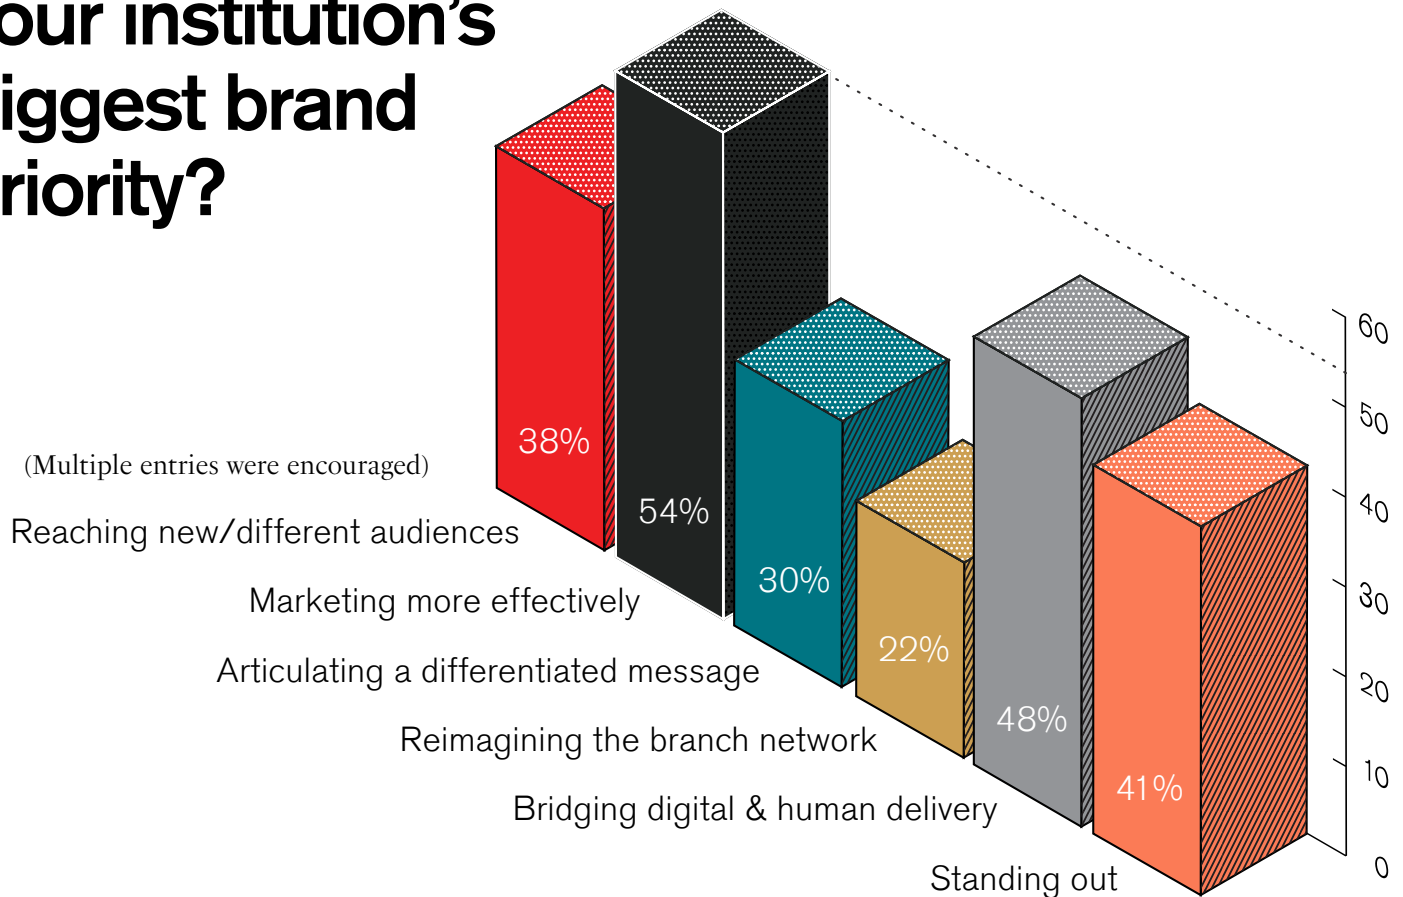 our institution's
iggest brand
riority?
(Multiple entries were encouraged)
Reaching new/different audiences
Marketing more effectively
Articulating a differentiated message
Reimagining the branch network
Bridging digital & human delivery
Standing out
38%
54%
30%
22%
48%
41%
60
50
40
30
20
10
0